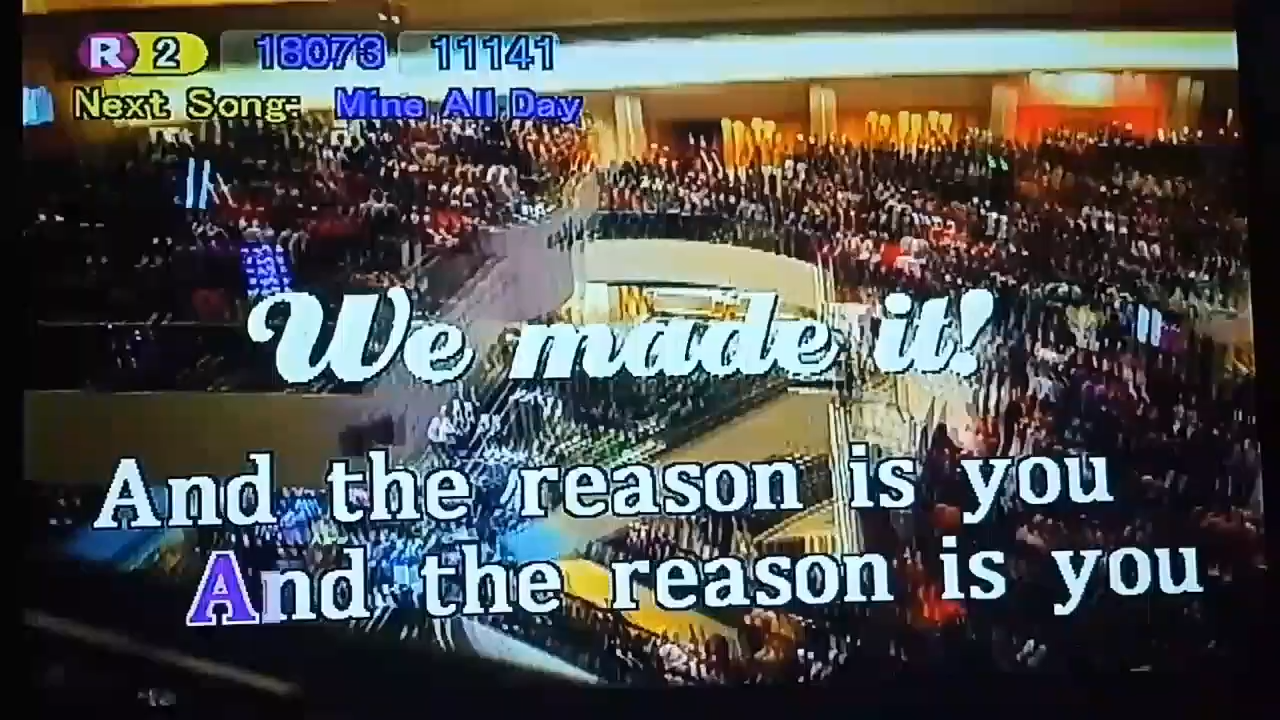 R 2 18073 11141
Next Song: Mine All Day
We made it!
And the reason is you
And the reason is you